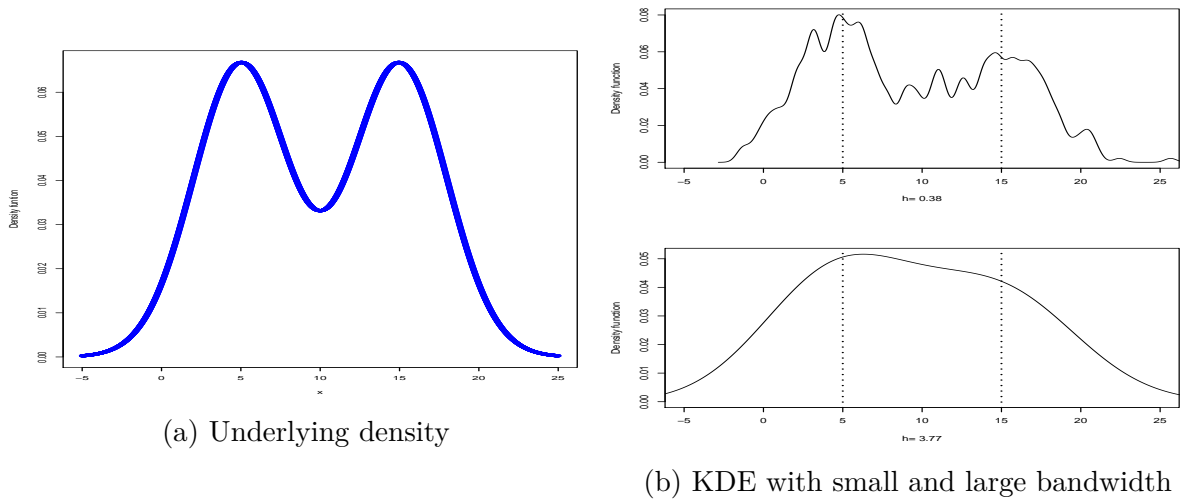 Density funtion
0.00 0.01 0.02 0.03 0.04 0.05 0.06
−5 0 5 10 15 20 25
x
(a) Underlying density
Density function
0.00 0.02 0.04 0.06 0.08
−5 0 5 10 15 20 25
h= 0.38
Density function
0.00 0.01 0.02 0.03 0.04 0.05
−5 0 5 10 15 20 25
h= 3.77
(b) KDE with small and large bandwidth